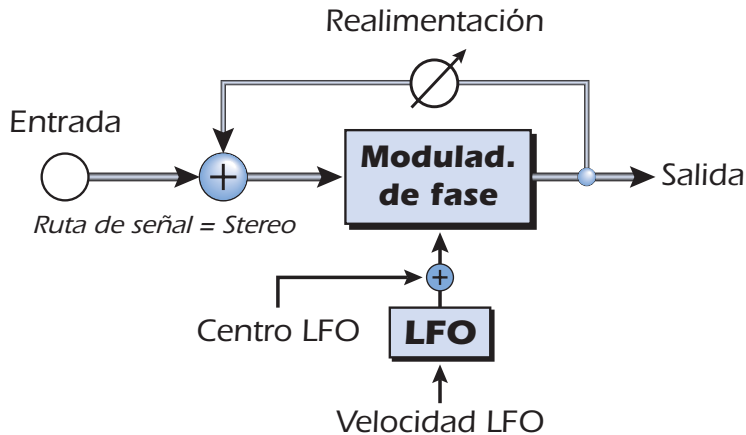 Realimentación
Entrada
+
Modulad.
de fase
Salida
Ruta de señal = Stereo
+
Centro LFO
LFO
Velocidad LFO